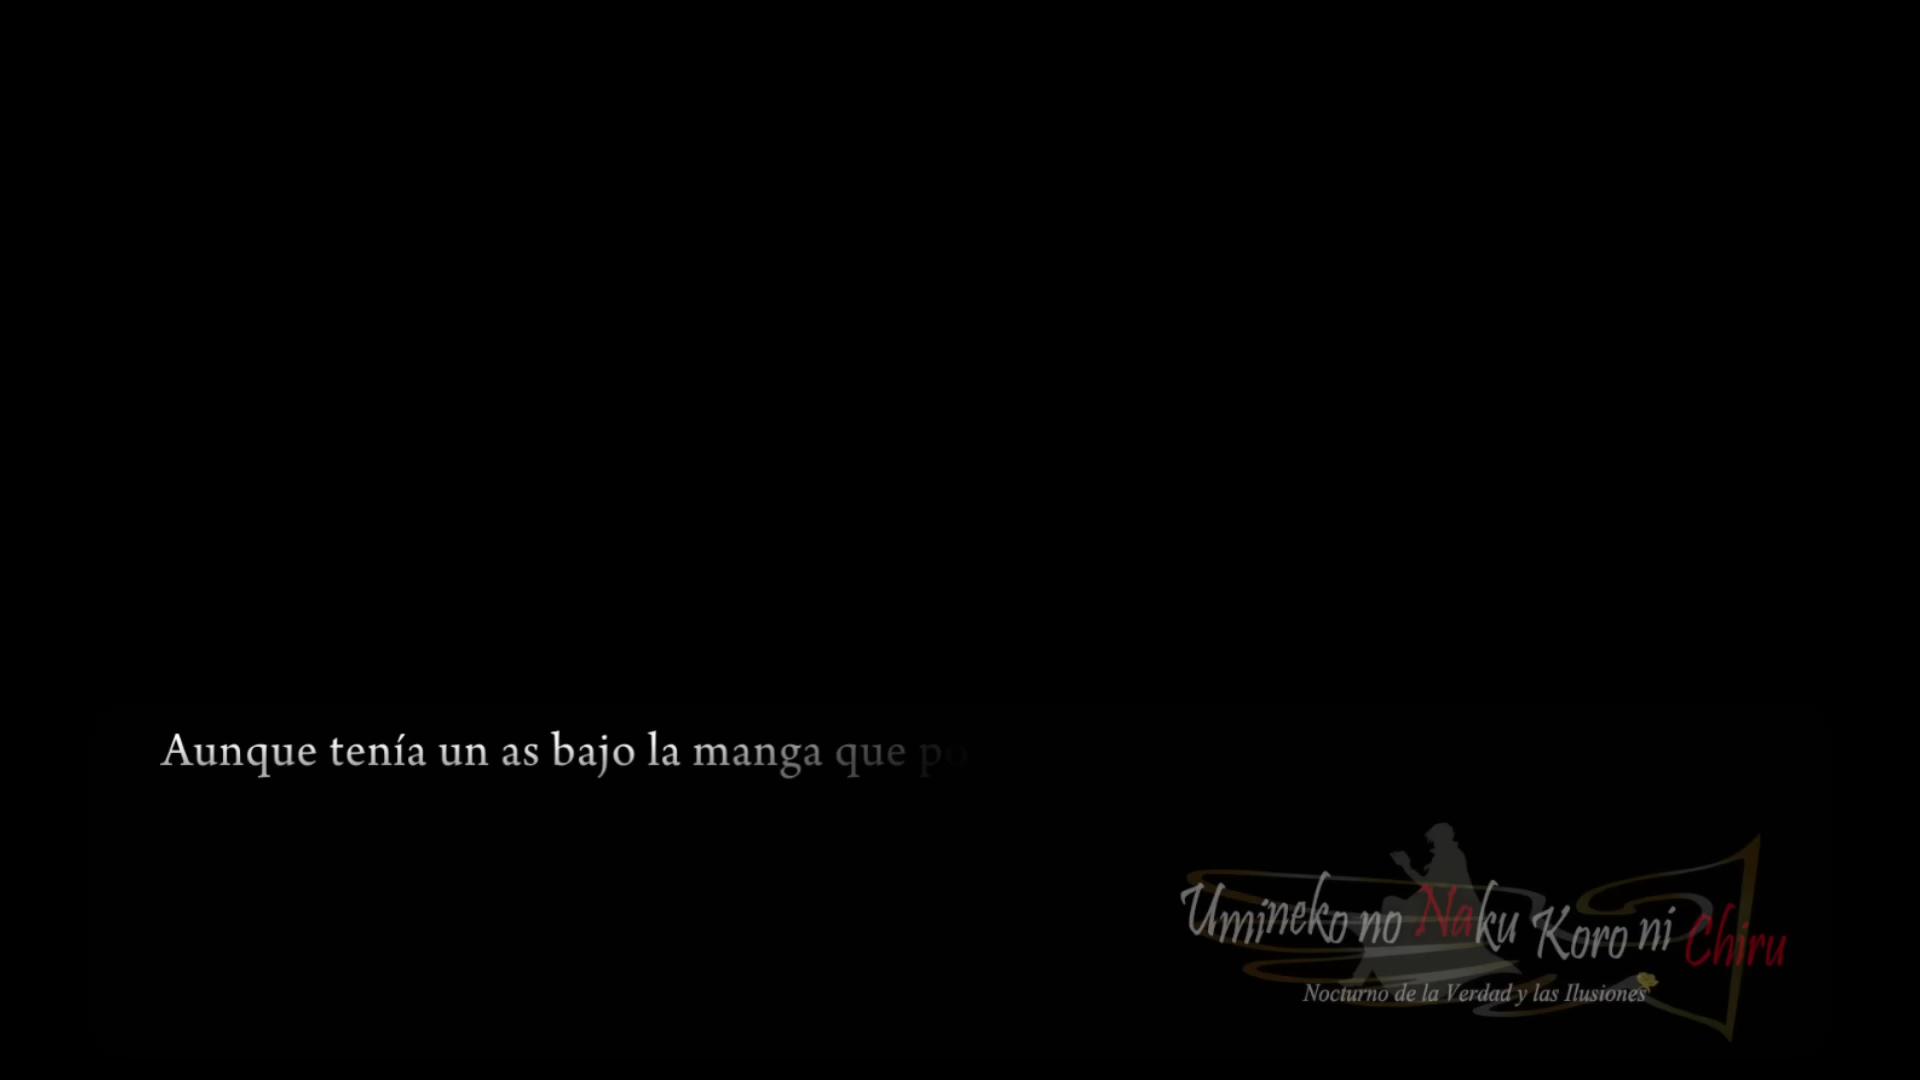 Aunque tenía un as bajo la manga que po
Umineko no Naku Koro ni Chiru
Nocturno de la Verdad y las Ilusiones